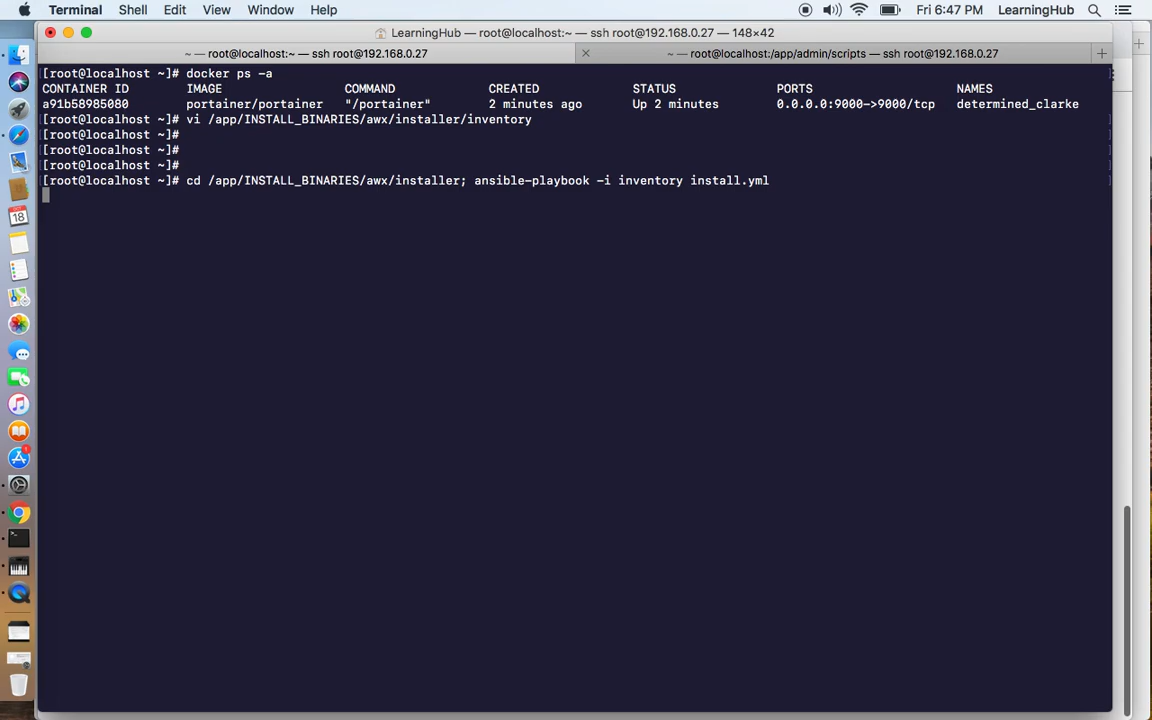 Terminal Shell Edit View Window Help Fri 6:47 PM LearningHub
LearningHub — root@localhost:~ — ssh root@192.168.0.27 — 148×42
~ — root@localhost:~ — ssh root@192.168.0.27
~ — root@localhost:/app/admin/scripts — ssh root@192.168.0.27
[root@localhost ~]# docker ps -a
CONTAINER ID IMAGE COMMAND CREATED STATUS PORTS NAMES
a91b58985080 portainer/portainer "/portainer" 2 minutes ago Up 2 minutes 0.0.0.0:9000->9000/tcp determined_clarke
[root@localhost ~]# vi /app/INSTALL_BINARIES/awx/installer/inventory
[root@localhost ~]#
[root@localhost ~]#
[root@localhost ~]#
[root@localhost ~]# cd /app/INSTALL_BINARIES/awx/installer; ansible-playbook -i inventory install.yml
18